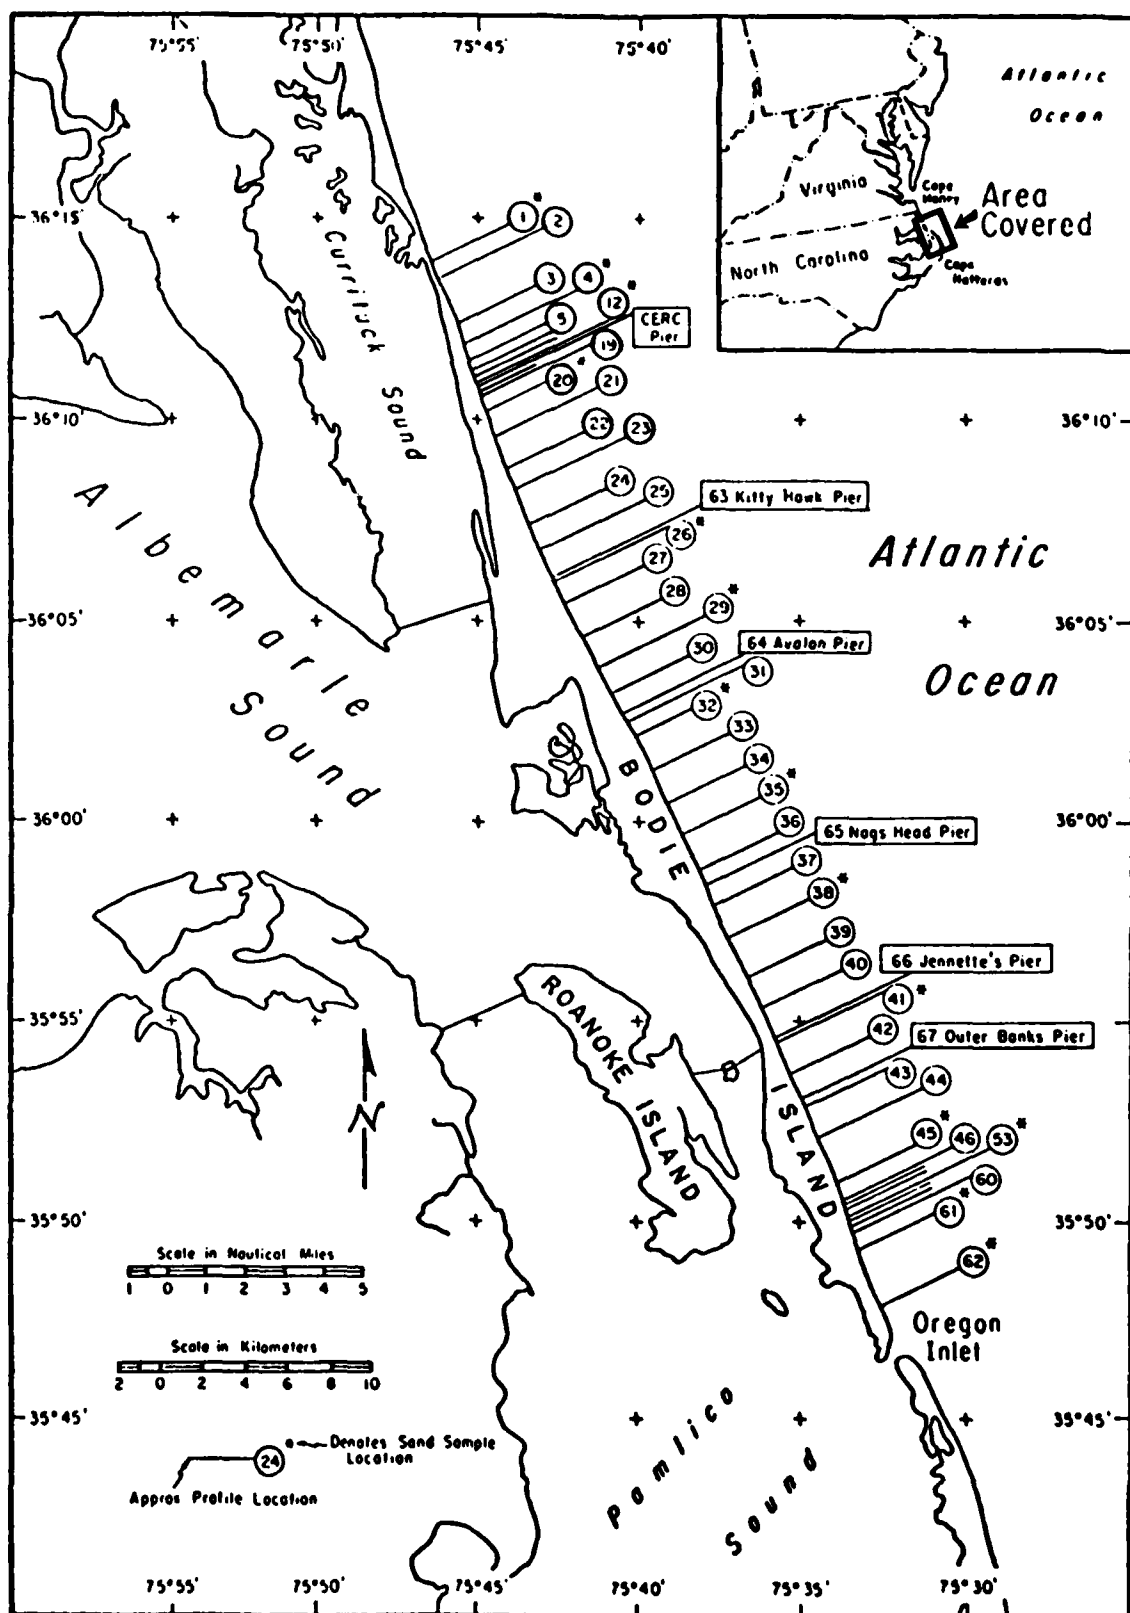 75°55'
75°50'
75°45'
75°40'
Atlantic
Ocean
Virginia
Cape
Henry
Area
Covered
North Carolina
Cape
Hatteras
36°15'
1*
2
3
4*
12*
5
CERC
Pier
19
20*
21
36°10'
36°10'
22
23
24
25
63 Kitty Hawk Pier
26*
27
28
29*
36°05'
36°05'
30
64 Avalon Pier
31
32*
33
34
35*
36°00'
36°00'
36
65 Nags Head Pier
37
38*
39
40
66 Jennette's Pier
41*
35°55'
35°55'
42
67 Outer Banks Pier
43
44
45*
46
53*
60
61*
35°50'
35°50'
62*
Currituck
Sound
Albemarle
Sound
Atlantic
Ocean
BODIE
ISLAND
ROANOKE ISLAND
N
Oregon
Inlet
Pamlico
Sound
Scale in Nautical Miles
1 0 1 2 3 4 5
Scale in Kilometers
2 0 2 4 6 8 10
35°45'
35°45'
* Denotes Sand Sample
Location
24
Approx Profile Location
75°55'
75°50'
75°45'
75°40'
75°35'
75°30'